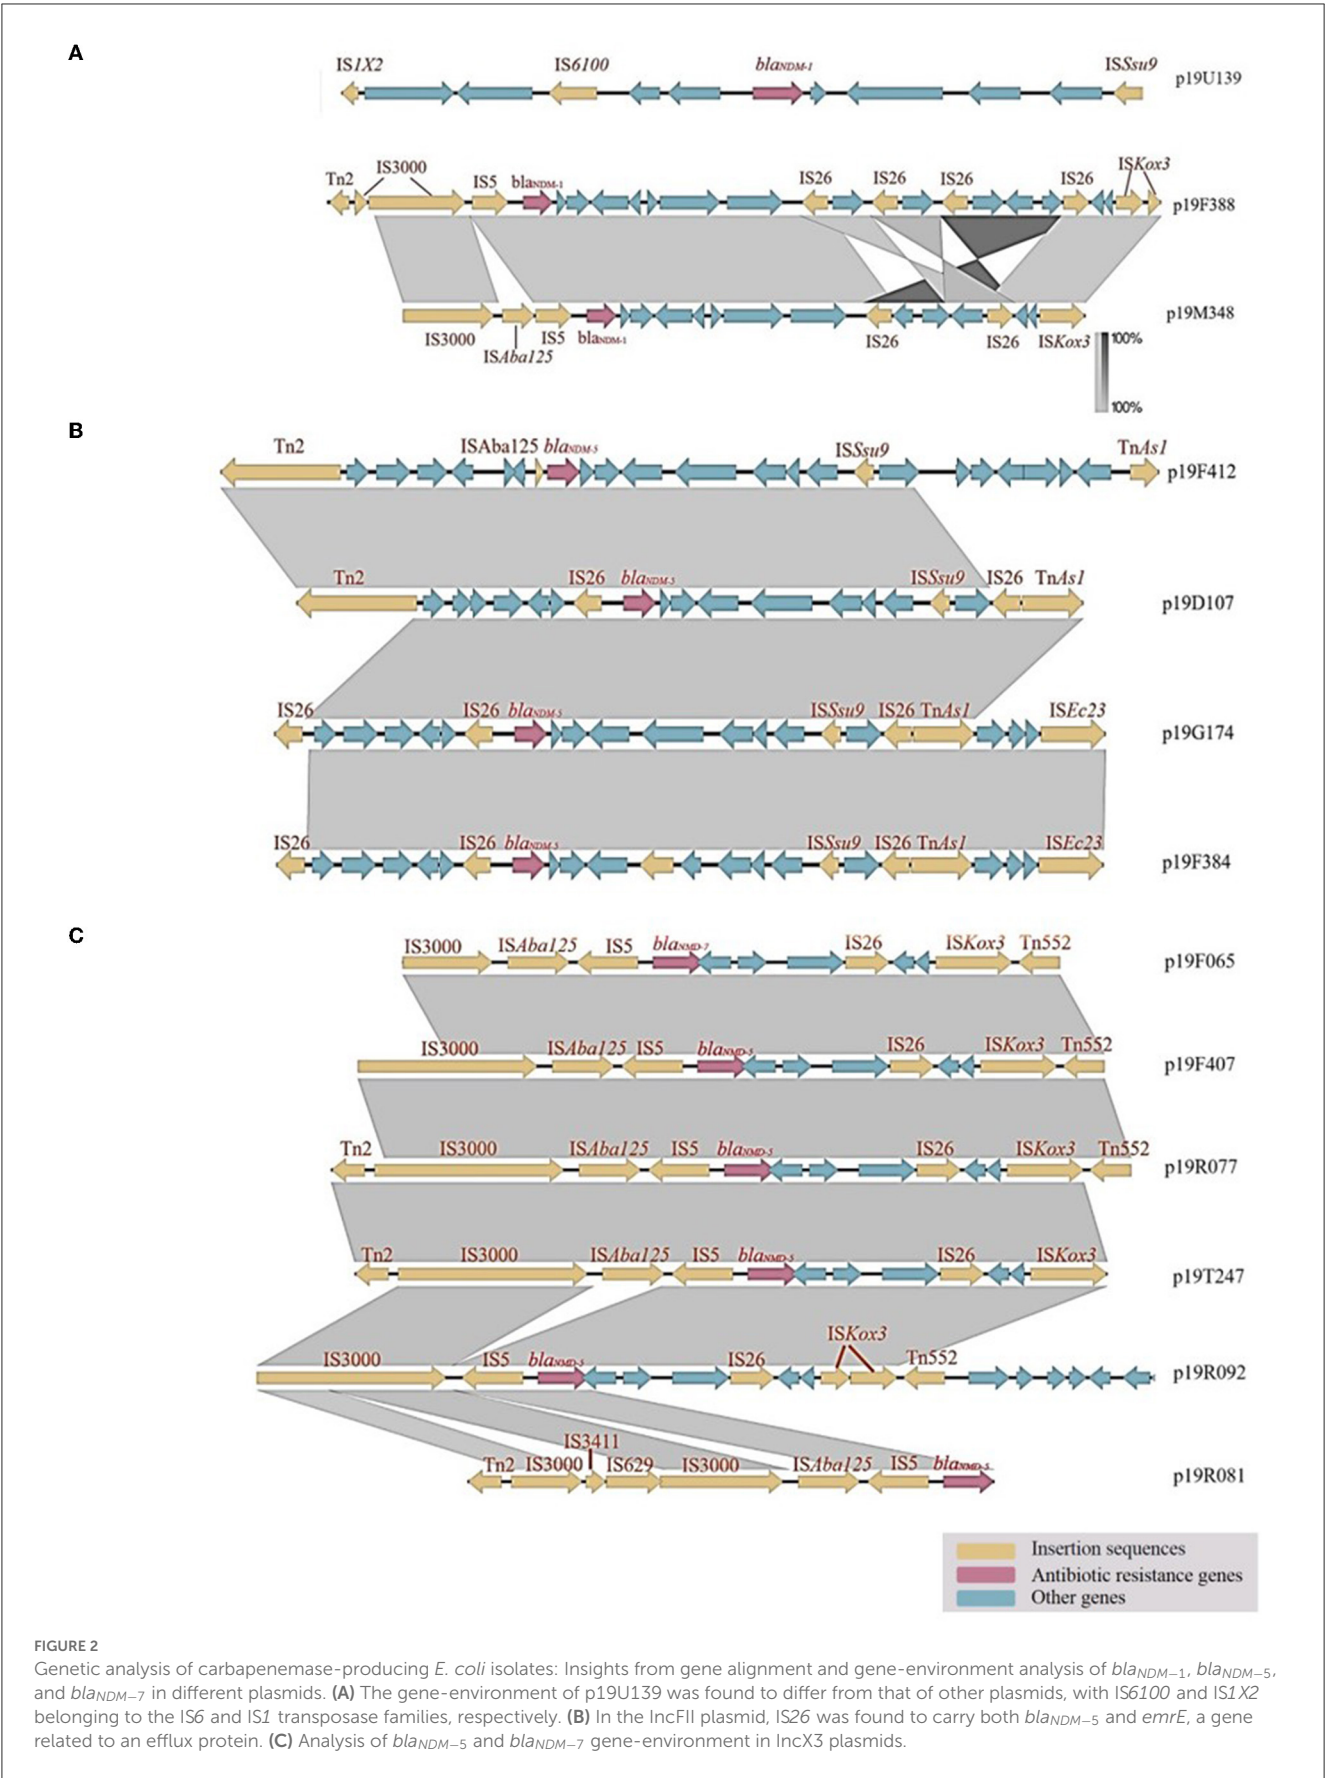 A
IS1X2 IS6100 blaNDM-1 ISSsu9 p19U139
Tn2 IS3000 IS5 blaNDM-1 IS26 IS26 IS26 IS26 ISKox3 p19F388
p19M348
IS3000 ISAba125 IS5 blaNDM-1 IS26 IS26 ISKox3
100%
100%
B
Tn2 ISAba125 blaNDM-5 ISSsu9 TnAs1 p19F412
Tn2 IS26 blaNDM-5 ISSsu9 IS26 TnAs1 p19D107
IS26 IS26 blaNDM-5 ISSsu9 IS26 TnAs1 ISEc23 p19G174
IS26 IS26 blaNDM-5 ISSsu9 IS26 TnAs1 ISEc23 p19F384
C
IS3000 ISAba125 IS5 blaNMD-7 IS26 ISKox3 Tn552 p19F065
IS3000 ISAba125 IS5 blaNMD-5 IS26 ISKox3 Tn552 p19F407
Tn2 IS3000 ISAba125 IS5 blaNMD-5 IS26 ISKox3 Tn552 p19R077
Tn2 IS3000 ISAba125 IS5 blaNMD-5 IS26 ISKox3 p19T247
IS3000 IS5 blaNMD-5 IS26 ISKox3 Tn552 p19R092
Tn2 IS3000 IS3411 IS629 IS3000 ISAba125 IS5 blaNMD-5 p19R081
Insertion sequences
Antibiotic resistance genes
Other genes
FIGURE 2
Genetic analysis of carbapenemase-producing E. coli isolates: Insights from gene alignment and gene-environment analysis of blaNDM−1, blaNDM−5,
and blaNDM−7 in different plasmids. (A) The gene-environment of p19U139 was found to differ from that of other plasmids, with IS6100 and IS1X2
belonging to the IS6 and IS1 transposase families, respectively. (B) In the IncFII plasmid, IS26 was found to carry both blaNDM−5 and emrE, a gene
related to an efflux protein. (C) Analysis of blaNDM−5 and blaNDM−7 gene-environment in IncX3 plasmids.